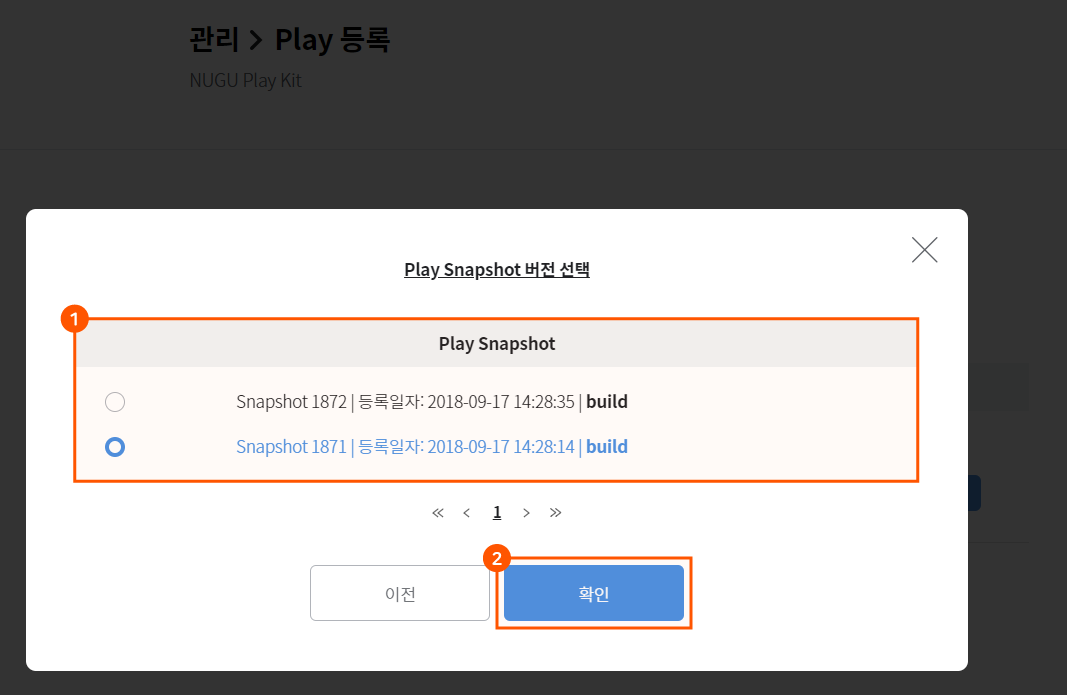 관리 > Play 등록
NUGU Play Kit
Play Snapshot 버전 선택
1
Play Snapshot
Snapshot 1872 | 등록일자: 2018-09-17 14:28:35 | build
Snapshot 1871 | 등록일자: 2018-09-17 14:28:14 | build
« < 1 > »
2
이전 확인